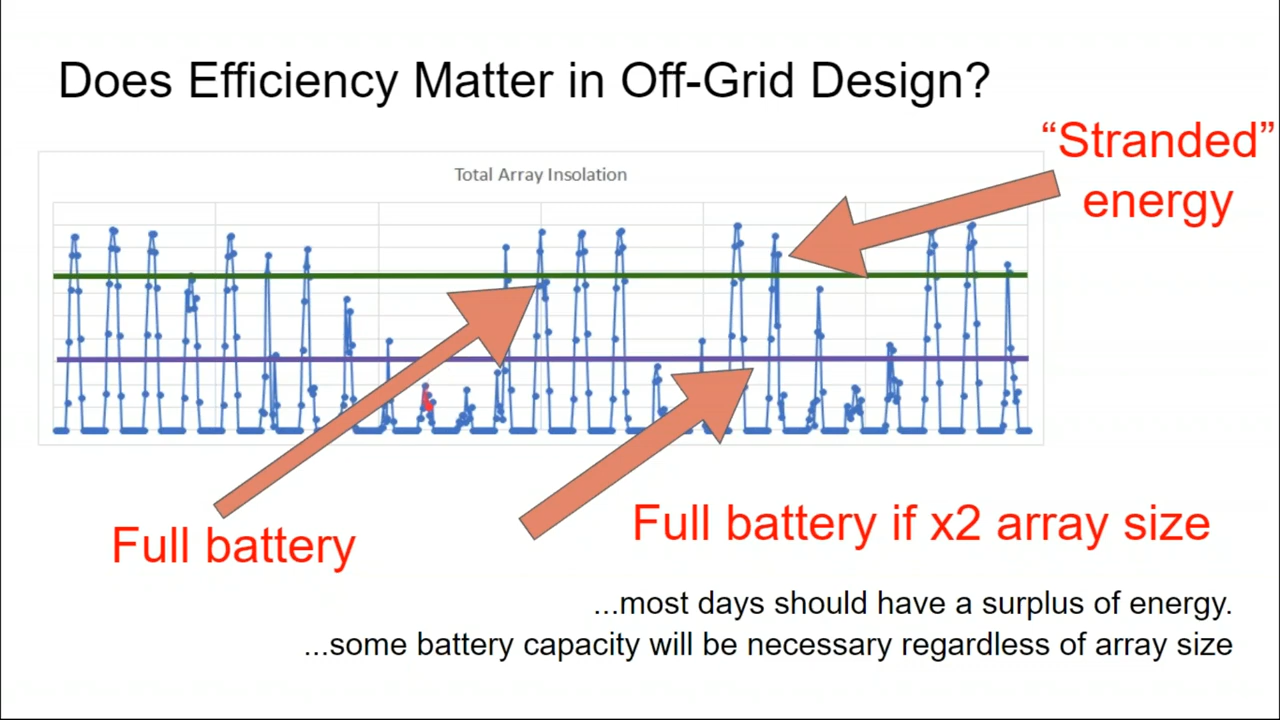 Does Efficiency Matter in Off-Grid Design?
“Stranded”
energy
Total Array Insolation
Full battery
Full battery if x2 array size
...most days should have a surplus of energy.
...some battery capacity will be necessary regardless of array size